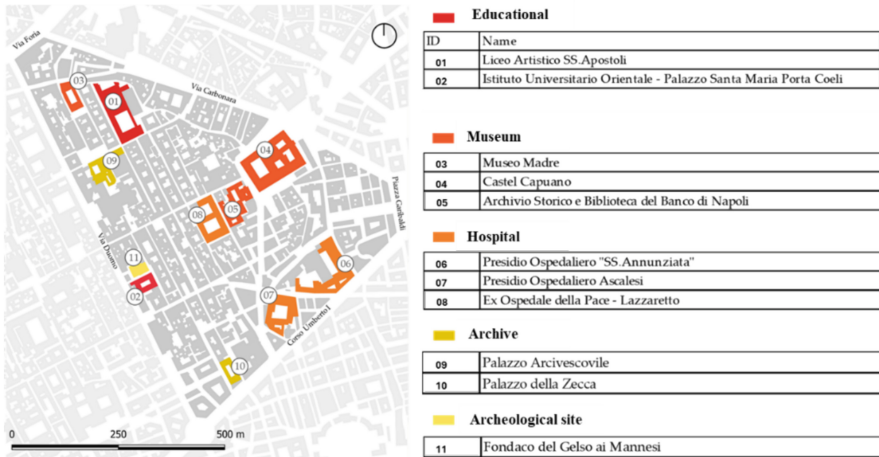 Via Foria
Via Carbonara
Piazza Garibaldi
Via Duomo
Corso Umberto I
03
01
09
04
05
08
11
02
06
07
10
0 250 500 m
Educational
ID Name
01 Liceo Artistico SS.Apostoli
02 Istituto Universitario Orientale - Palazzo Santa Maria Porta Coeli
Museum
03 Museo Madre
04 Castel Capuano
05 Archivio Storico e Biblioteca del Banco di Napoli
Hospital
06 Presidio Ospedaliero "SS.Annunziata"
07 Presidio Ospedaliero Ascalesi
08 Ex Ospedale della Pace - Lazzaretto
Archive
09 Palazzo Arcivescovile
10 Palazzo della Zecca
Archeological site
11 Fondaco del Gelso ai Mannesi